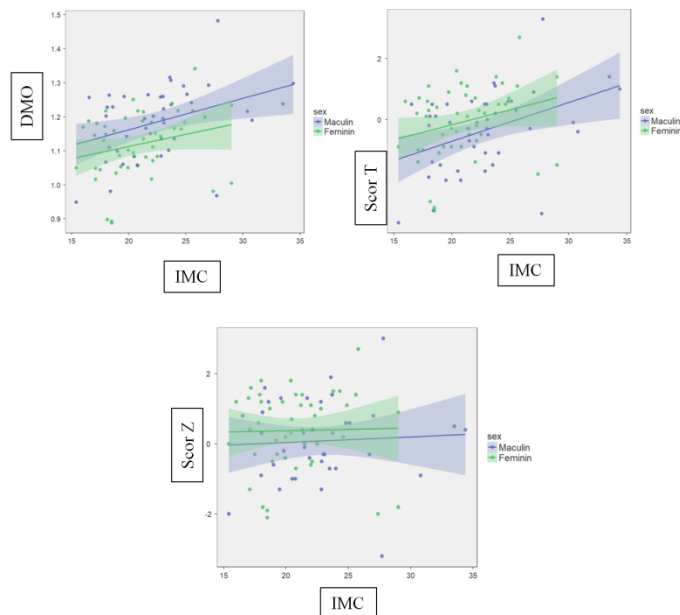 1.5
1.4
1.3
1.2
1.1
1.0
0.9
15
20
25
30
35
DMO
IMC
sex
Maculin
Feminin
2
0
15
20
25
30
35
Scor T
IMC
sex
Maculin
Feminin
2
0
-2
15
20
25
30
35
Scor Z
IMC
sex
Maculin
Feminin